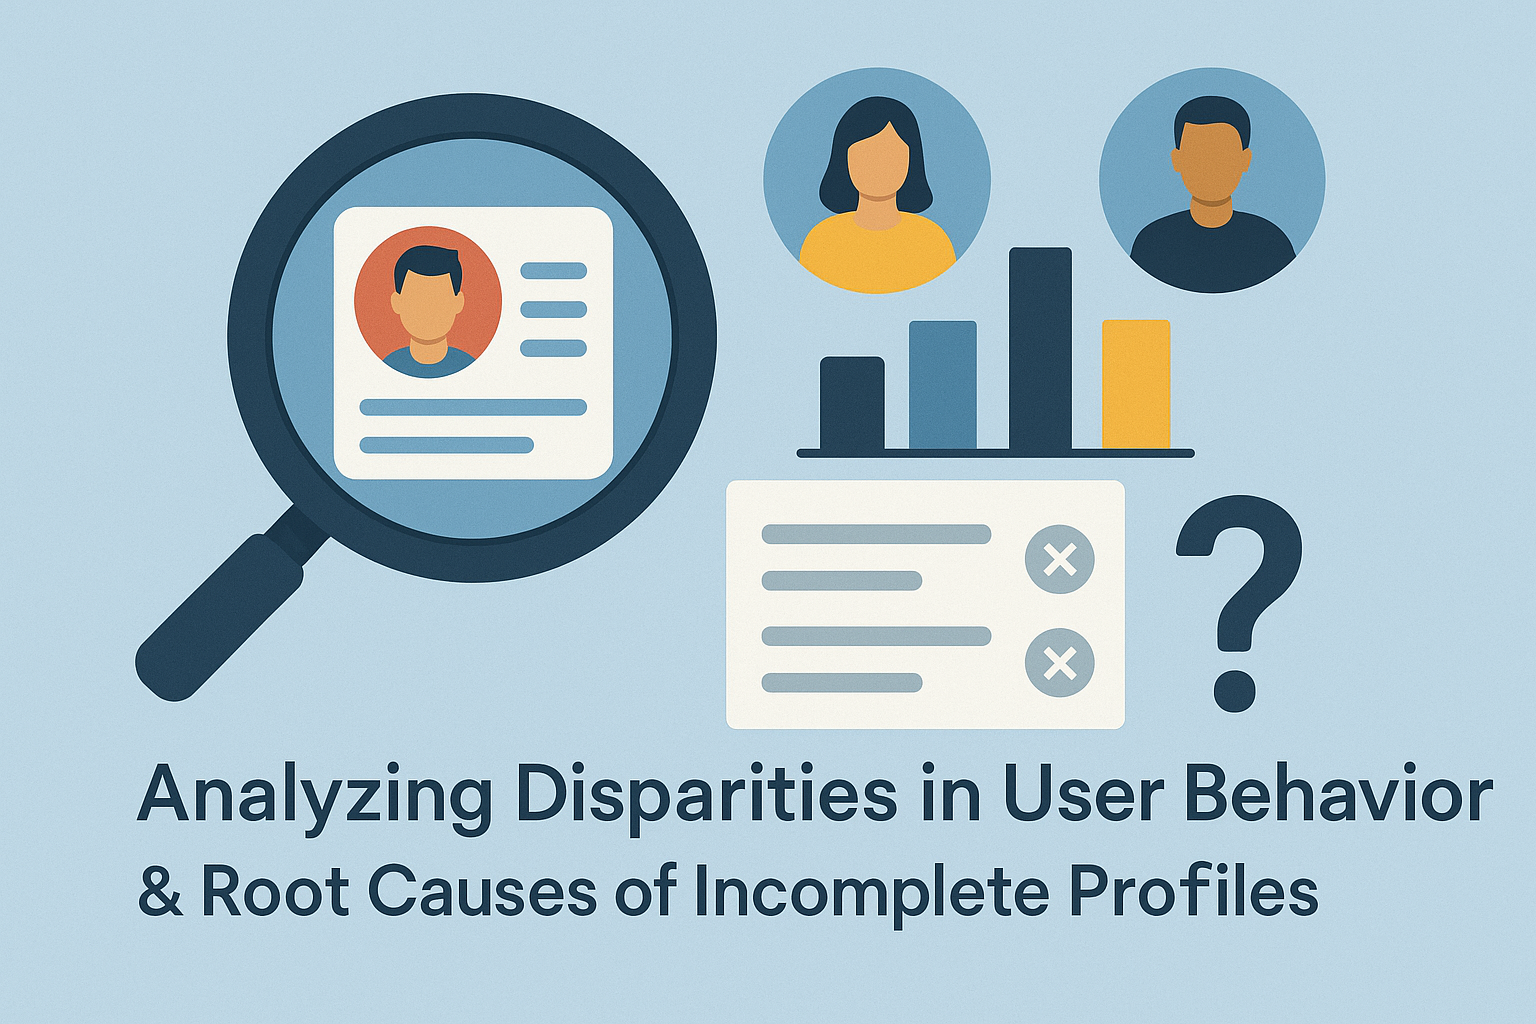 Analyzing Disparities in User Behavior
& Root Causes of Incomplete Profiles